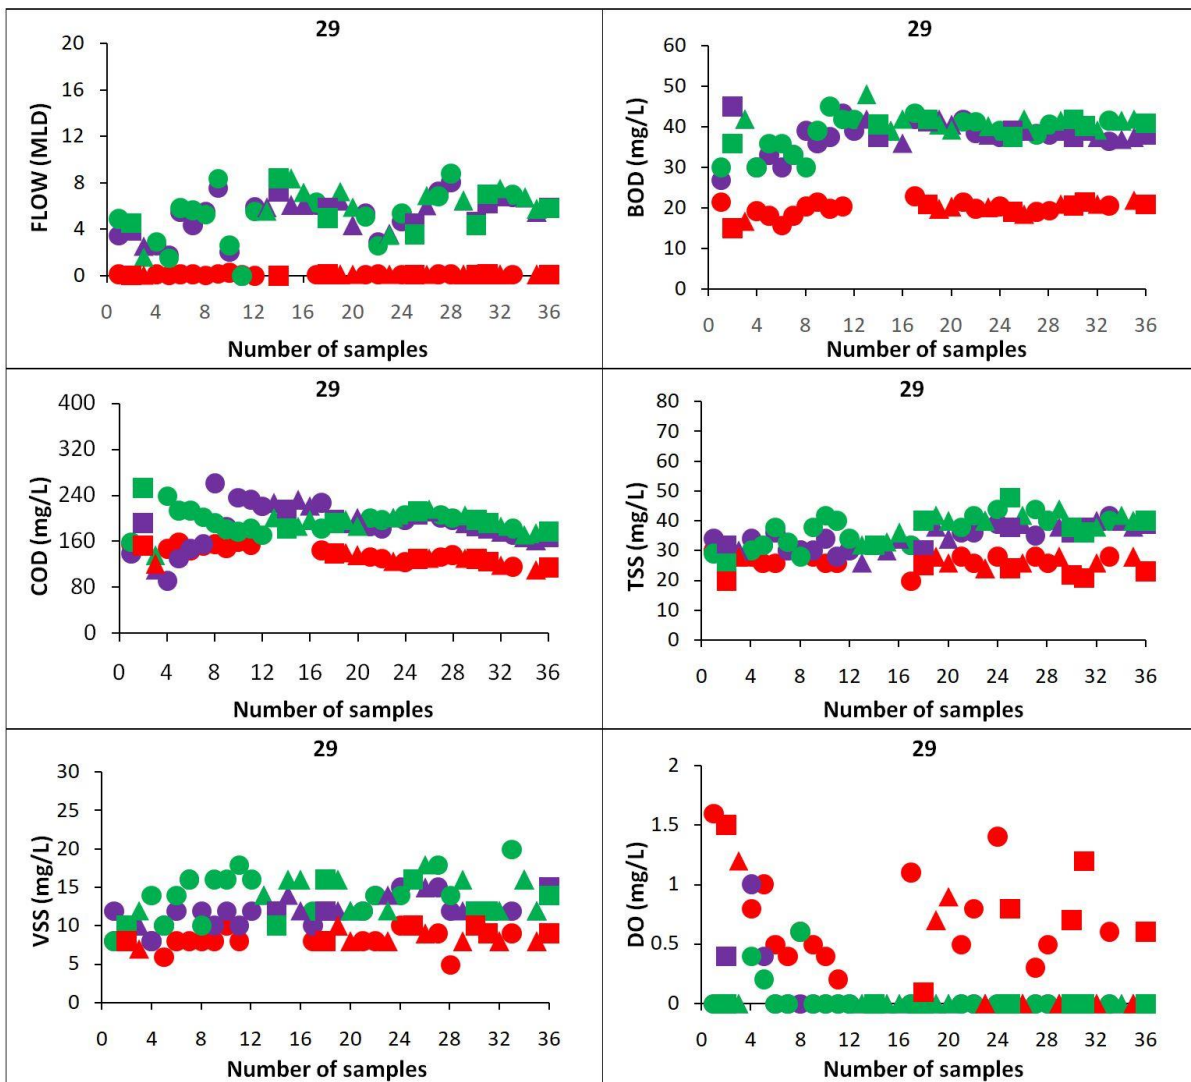 29
FLOW (MLD)
20
16
12
8
4
0
0 4 8 12 16 20 24 28 32 36
Number of samples
29
BOD (mg/L)
60
50
40
30
20
10
0
0 4 8 12 16 20 24 28 32 36
Number of samples
29
COD (mg/L)
400
320
240
160
80
0
0 4 8 12 16 20 24 28 32 36
Number of samples
29
TSS (mg/L)
80
70
60
50
40
30
20
10
0
0 4 8 12 16 20 24 28 32 36
Number of samples
29
VSS (mg/L)
30
25
20
15
10
5
0
0 4 8 12 16 20 24 28 32 36
Number of samples
29
DO (mg/L)
2
1.5
1
0.5
0
0 4 8 12 16 20 24 28 32 36
Number of samples